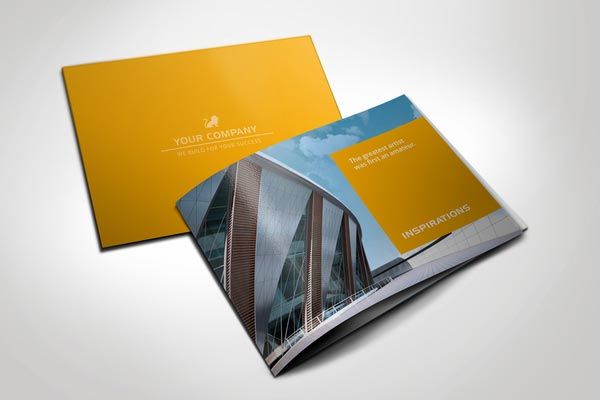 YOUR COMPANY
WE BUILD FOR YOUR SUCCESS
The greatest artist
was first an amateur.
INSPIRATIONS